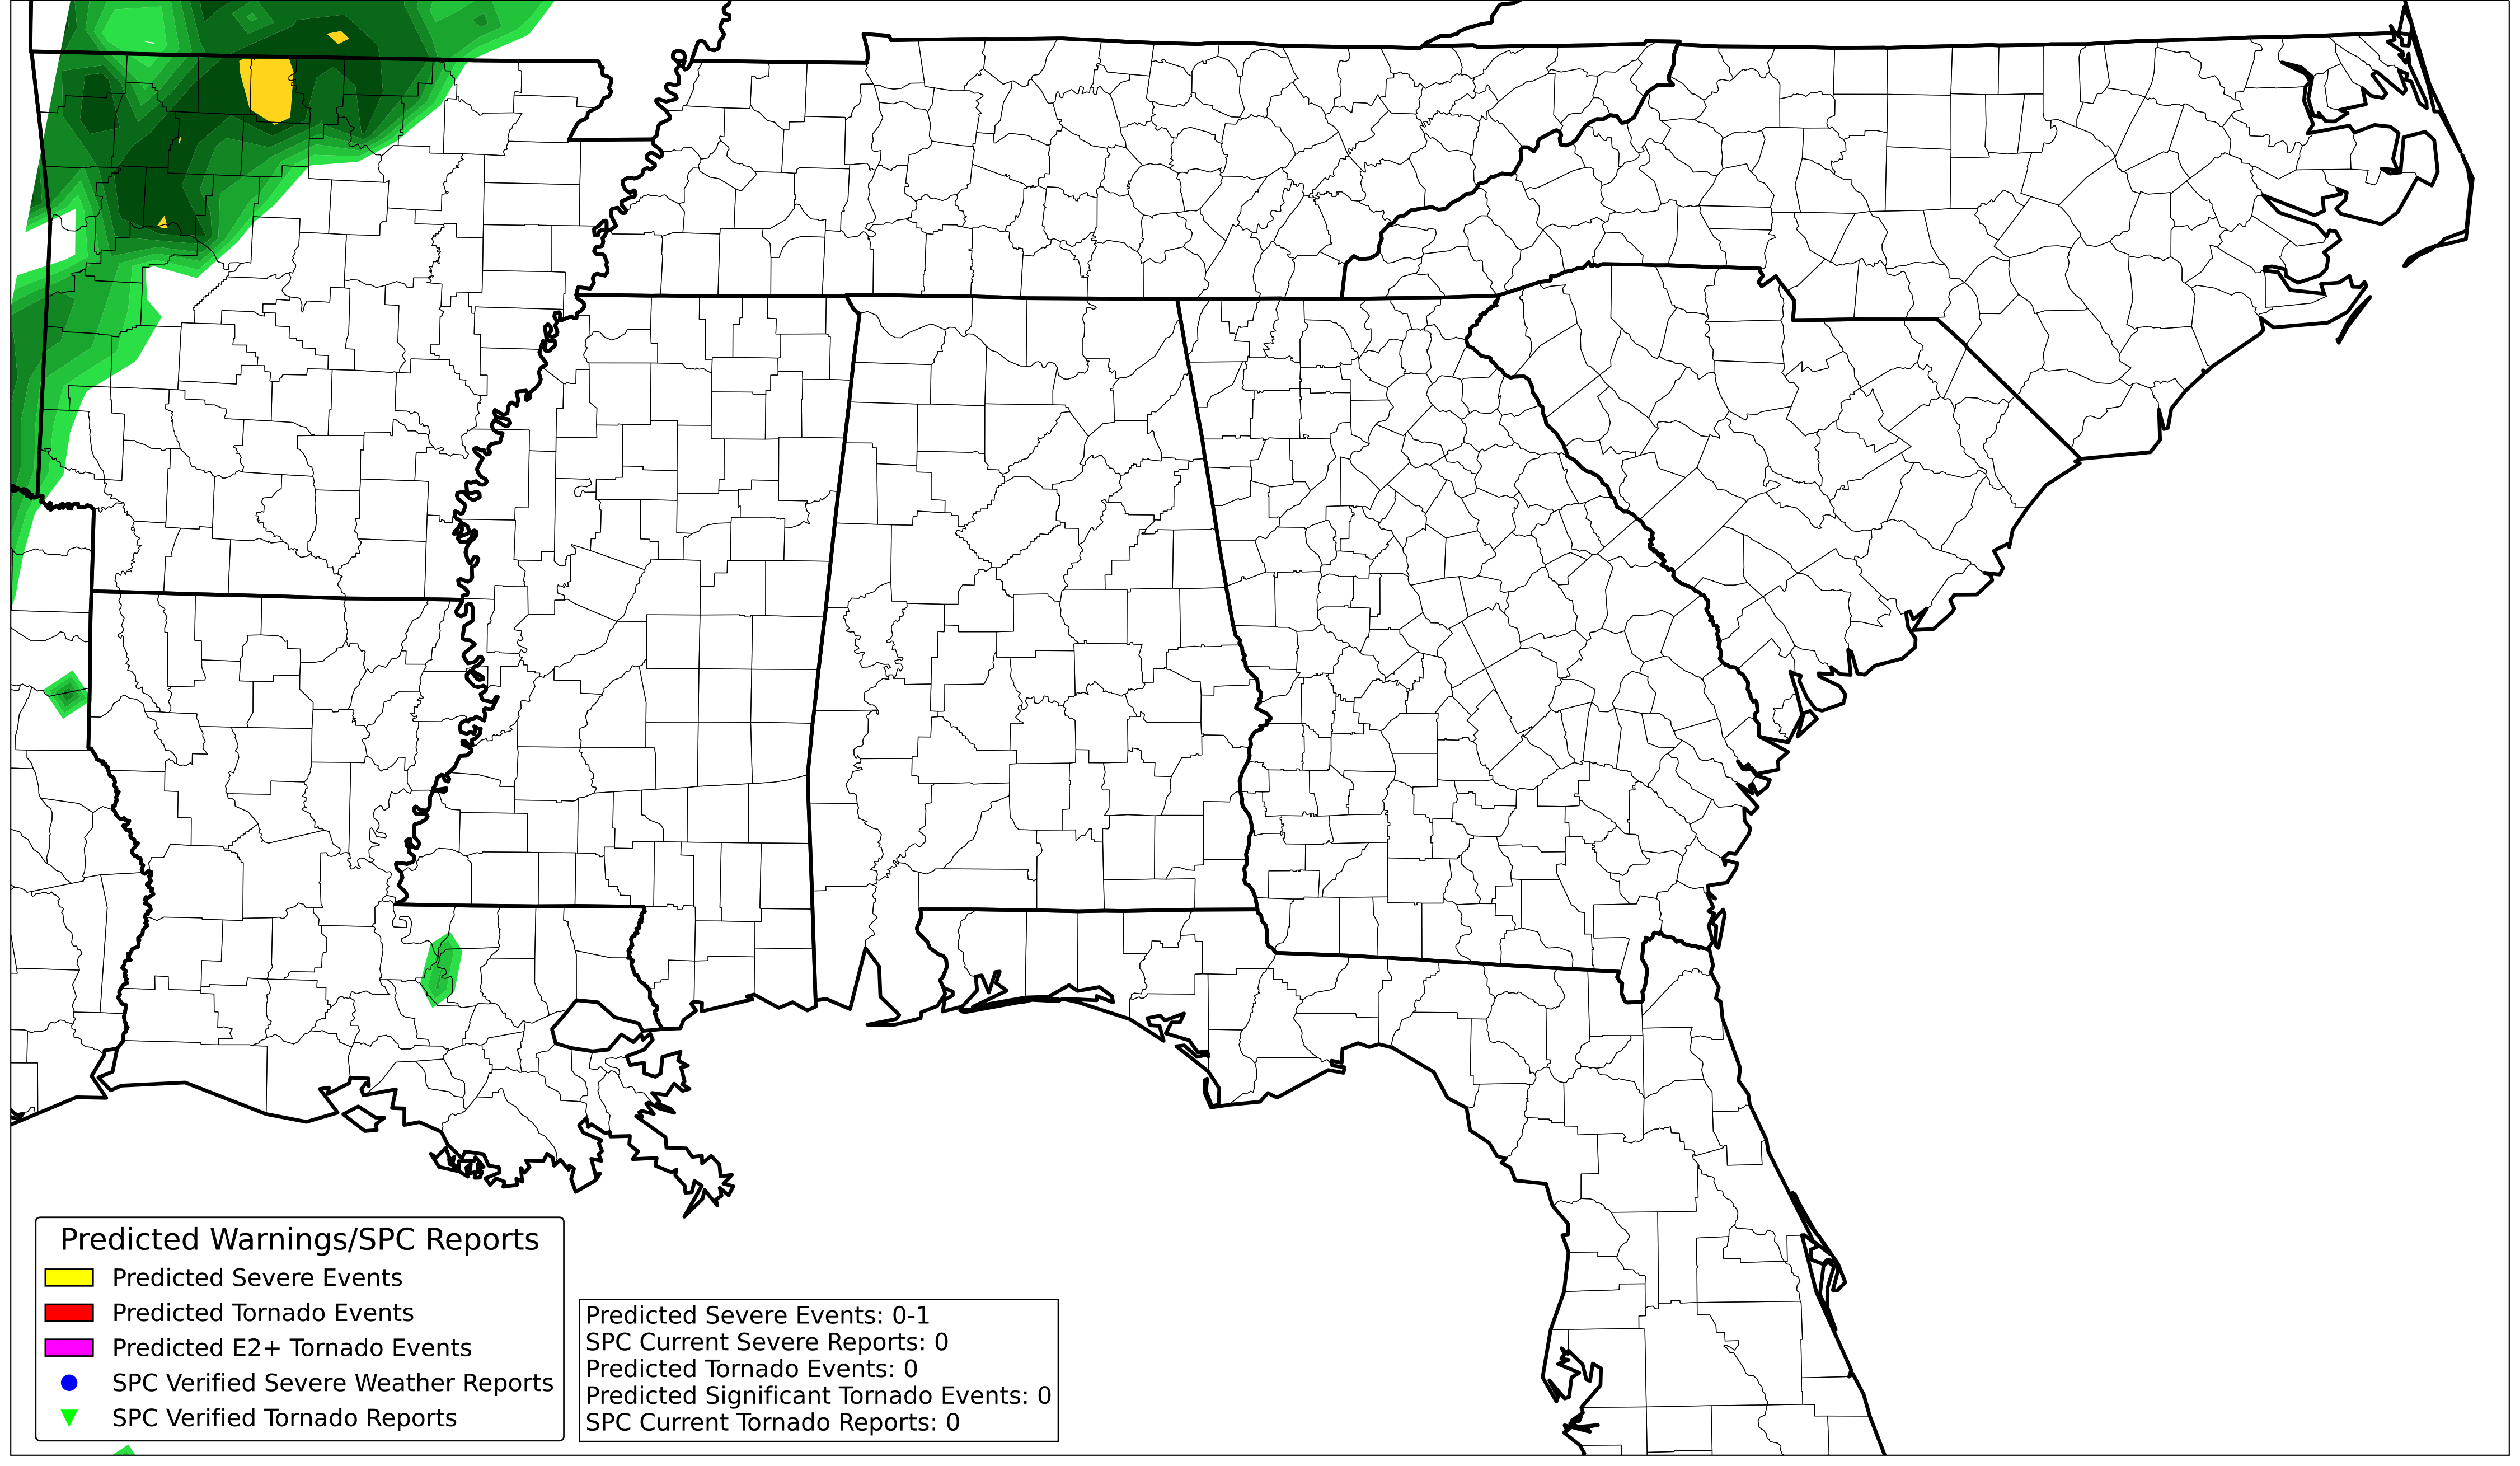 Predicted Warnings/SPC Reports
Predicted Severe Events
Predicted Tornado Events
Predicted E2+ Tornado Events
SPC Verified Severe Weather Reports
SPC Verified Tornado Reports
Predicted Severe Events: 0-1
SPC Current Severe Reports: 0
Predicted Tornado Events: 0
Predicted Significant Tornado Events: 0
SPC Current Tornado Reports: 0